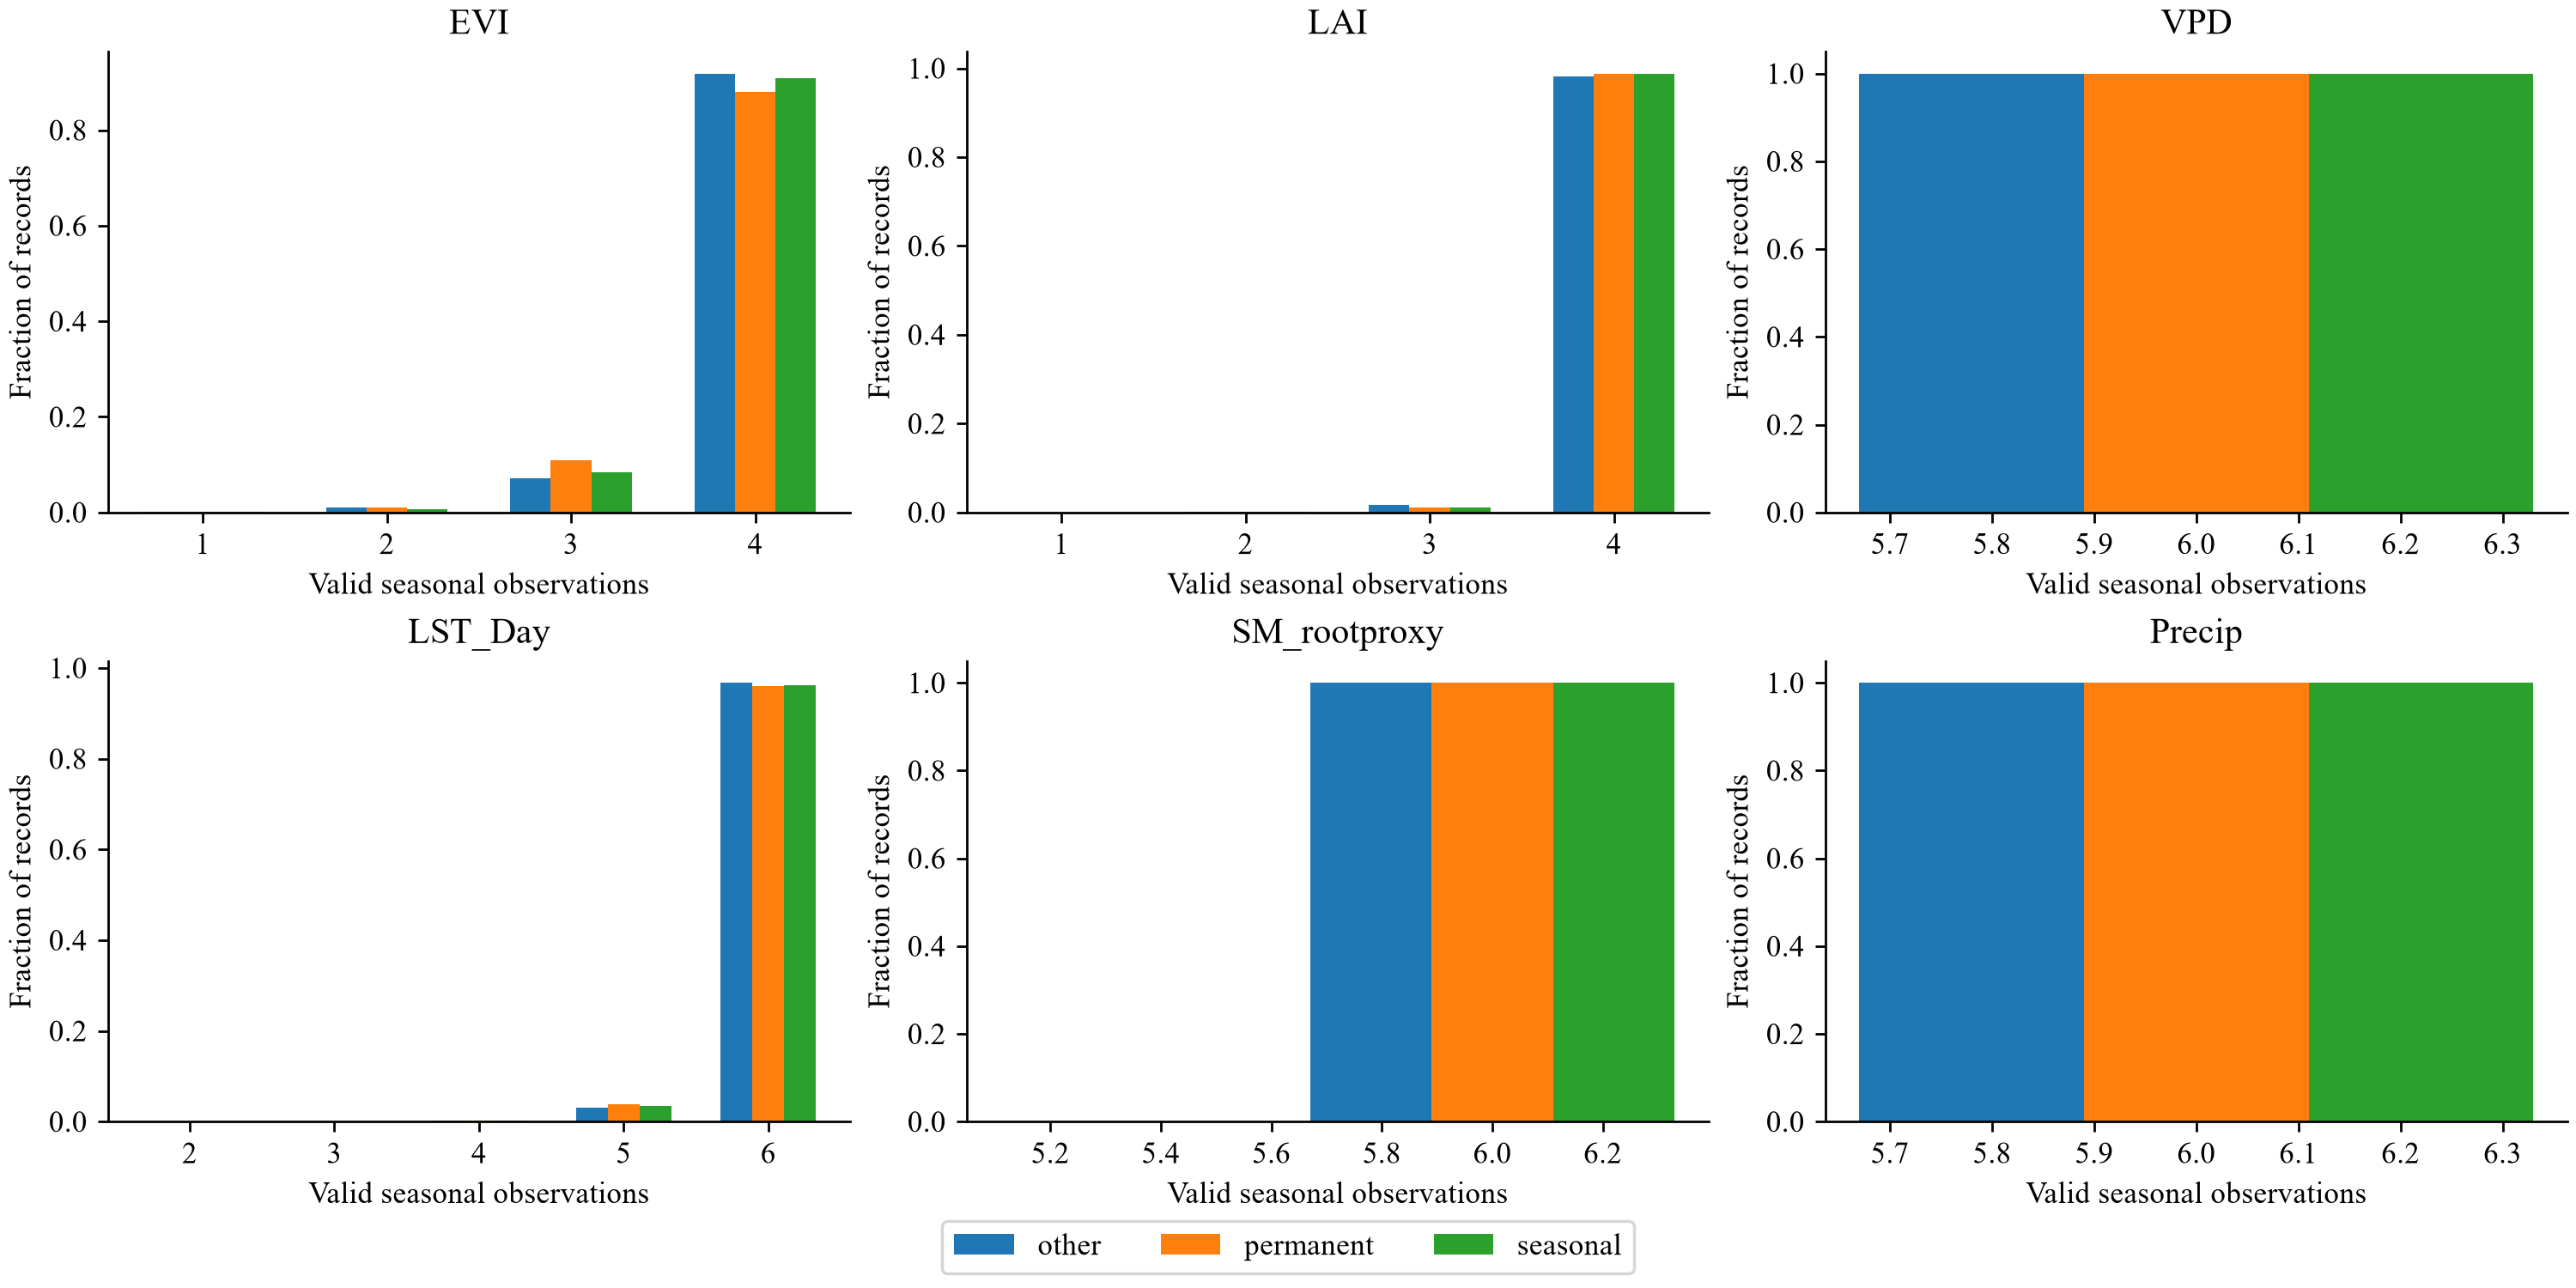 EVI
Fraction of records
0.8
0.6
0.4
0.2
0.0
1 2 3 4
Valid seasonal observations
LAI
Fraction of records
1.0
0.8
0.6
0.4
0.2
0.0
1 2 3 4
Valid seasonal observations
VPD
Fraction of records
1.0
0.8
0.6
0.4
0.2
0.0
5.7 5.8 5.9 6.0 6.1 6.2 6.3
Valid seasonal observations
LST_Day
Fraction of records
1.0
0.8
0.6
0.4
0.2
0.0
2 3 4 5 6
Valid seasonal observations
SM_rootproxy
Fraction of records
1.0
0.8
0.6
0.4
0.2
0.0
5.2 5.4 5.6 5.8 6.0 6.2
Valid seasonal observations
Precip
Fraction of records
1.0
0.8
0.6
0.4
0.2
0.0
5.7 5.8 5.9 6.0 6.1 6.2 6.3
Valid seasonal observations
other permanent seasonal